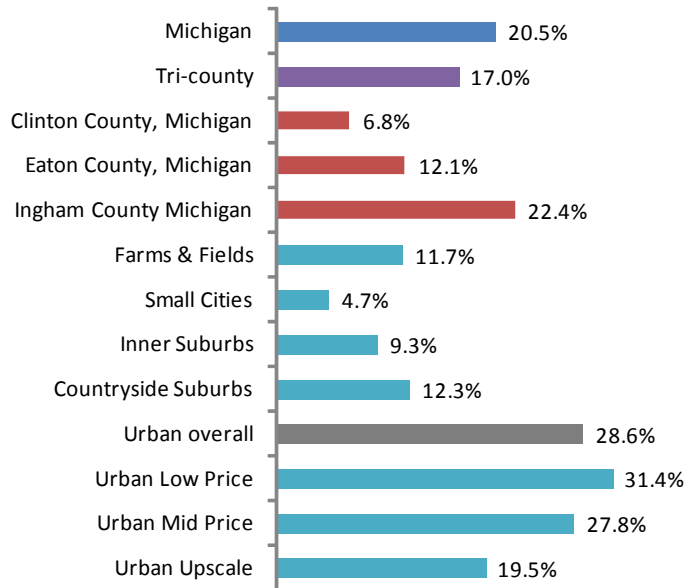 Michigan 20.5%
Tri-county 17.0%
Clinton County, Michigan 6.8%
Eaton County, Michigan 12.1%
Ingham County Michigan 22.4%
Farms & Fields 11.7%
Small Cities 4.7%
Inner Suburbs 9.3%
Countryside Suburbs 12.3%
Urban overall 28.6%
Urban Low Price 31.4%
Urban Mid Price 27.8%
Urban Upscale 19.5%